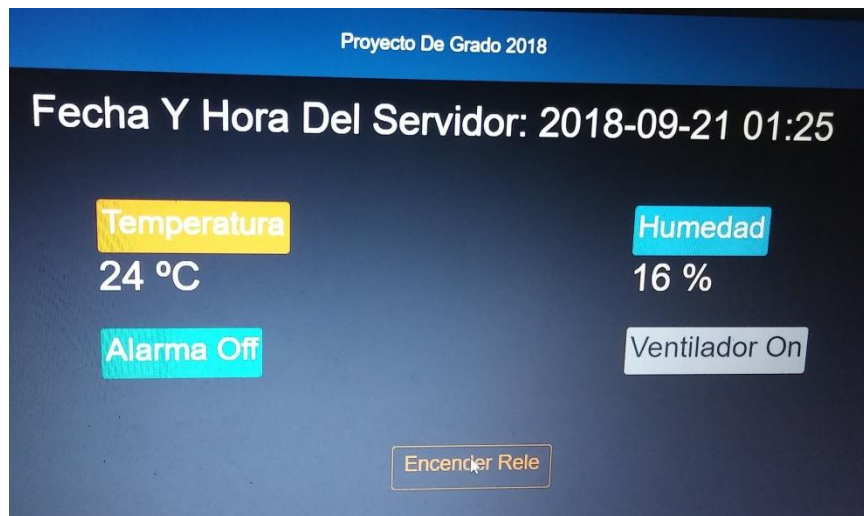 Proyecto De Grado 2018
Fecha Y Hora Del Servidor: 2018-09-21 01:25
Temperatura
Humedad
24 ºC
16 %
Alarma Off
Ventilador On
Encender Rele